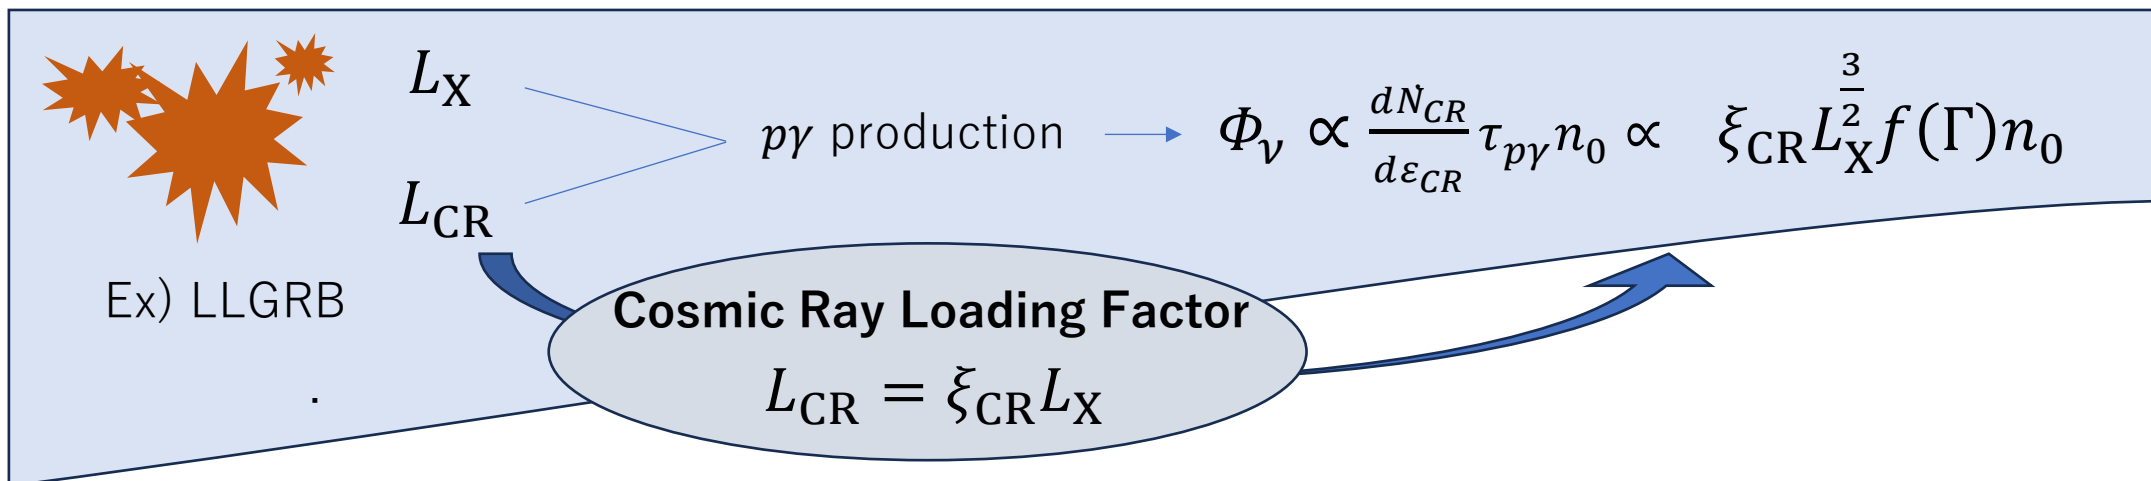 L_X
L_CR
pγ production
Φ_ν ∝ dṄ_CR/dε_CR τ_pγ n_0 ∝ ξ_CR L_X^{3/2} f(Γ)n_0
Ex) LLGRB
.
Cosmic Ray Loading Factor
L_CR = ξ_CR L_X